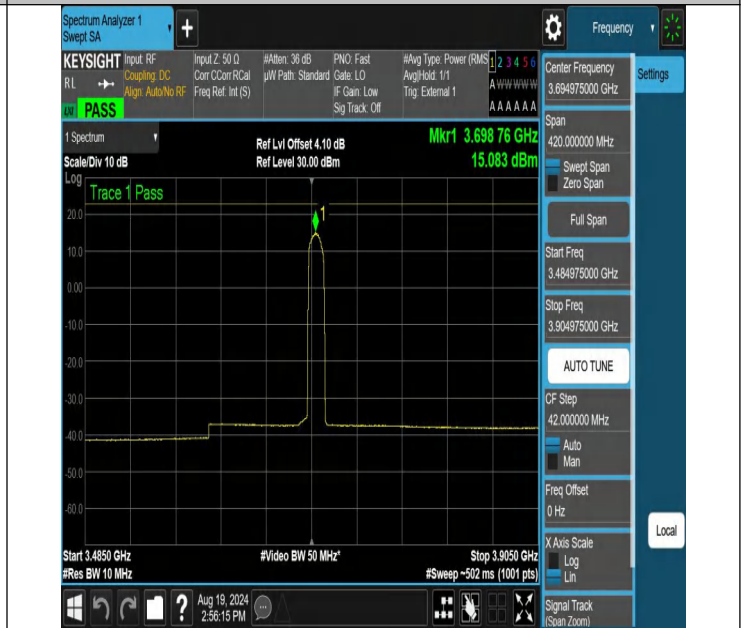 Spectrum Analyzer 1
Swept SA
+
Frequency
KEYSIGHT
RL
PASS
Input: RF
Coupling: DC
Align: Auto/No RF
Input Z: 50 Ω
Corr CCorr RCal
Freq Ref: Int (S)
#Atten: 36 dB
µW Path: Standard
PNO: Fast
Gate: LO
IF Gain: Low
Sig Track: Off
#Avg Type: Power (RMS
Avg|Hold: 1/1
Trig: External 1
1 2 3 4 5 6
A W W W W W
A A A A A A
Settings
Center Frequency
3.694975000 GHz
Span
420.000000 MHz
Swept Span
Zero Span
Full Span
Start Freq
3.484975000 GHz
Stop Freq
3.904975000 GHz
AUTO TUNE
CF Step
42.000000 MHz
Auto
Man
Freq Offset
0 Hz
X Axis Scale
Log
Lin
Signal Track
(Span Zoom)
Local
1 Spectrum
Scale/Div 10 dB
Ref Lvl Offset 4.10 dB
Ref Level 30.00 dBm
Mkr1 3.698 76 GHz
15.083 dBm
Log
Trace 1 Pass
1
20.0
10.0
0.00
-10.0
-20.0
-30.0
-40.0
-50.0
-60.0
Start 3.4850 GHz
#Res BW 10 MHz
#Video BW 50 MHz*
Stop 3.9050 GHz
#Sweep ~502 ms (1001 pts)
?
Aug 19, 2024
2:56:15 PM